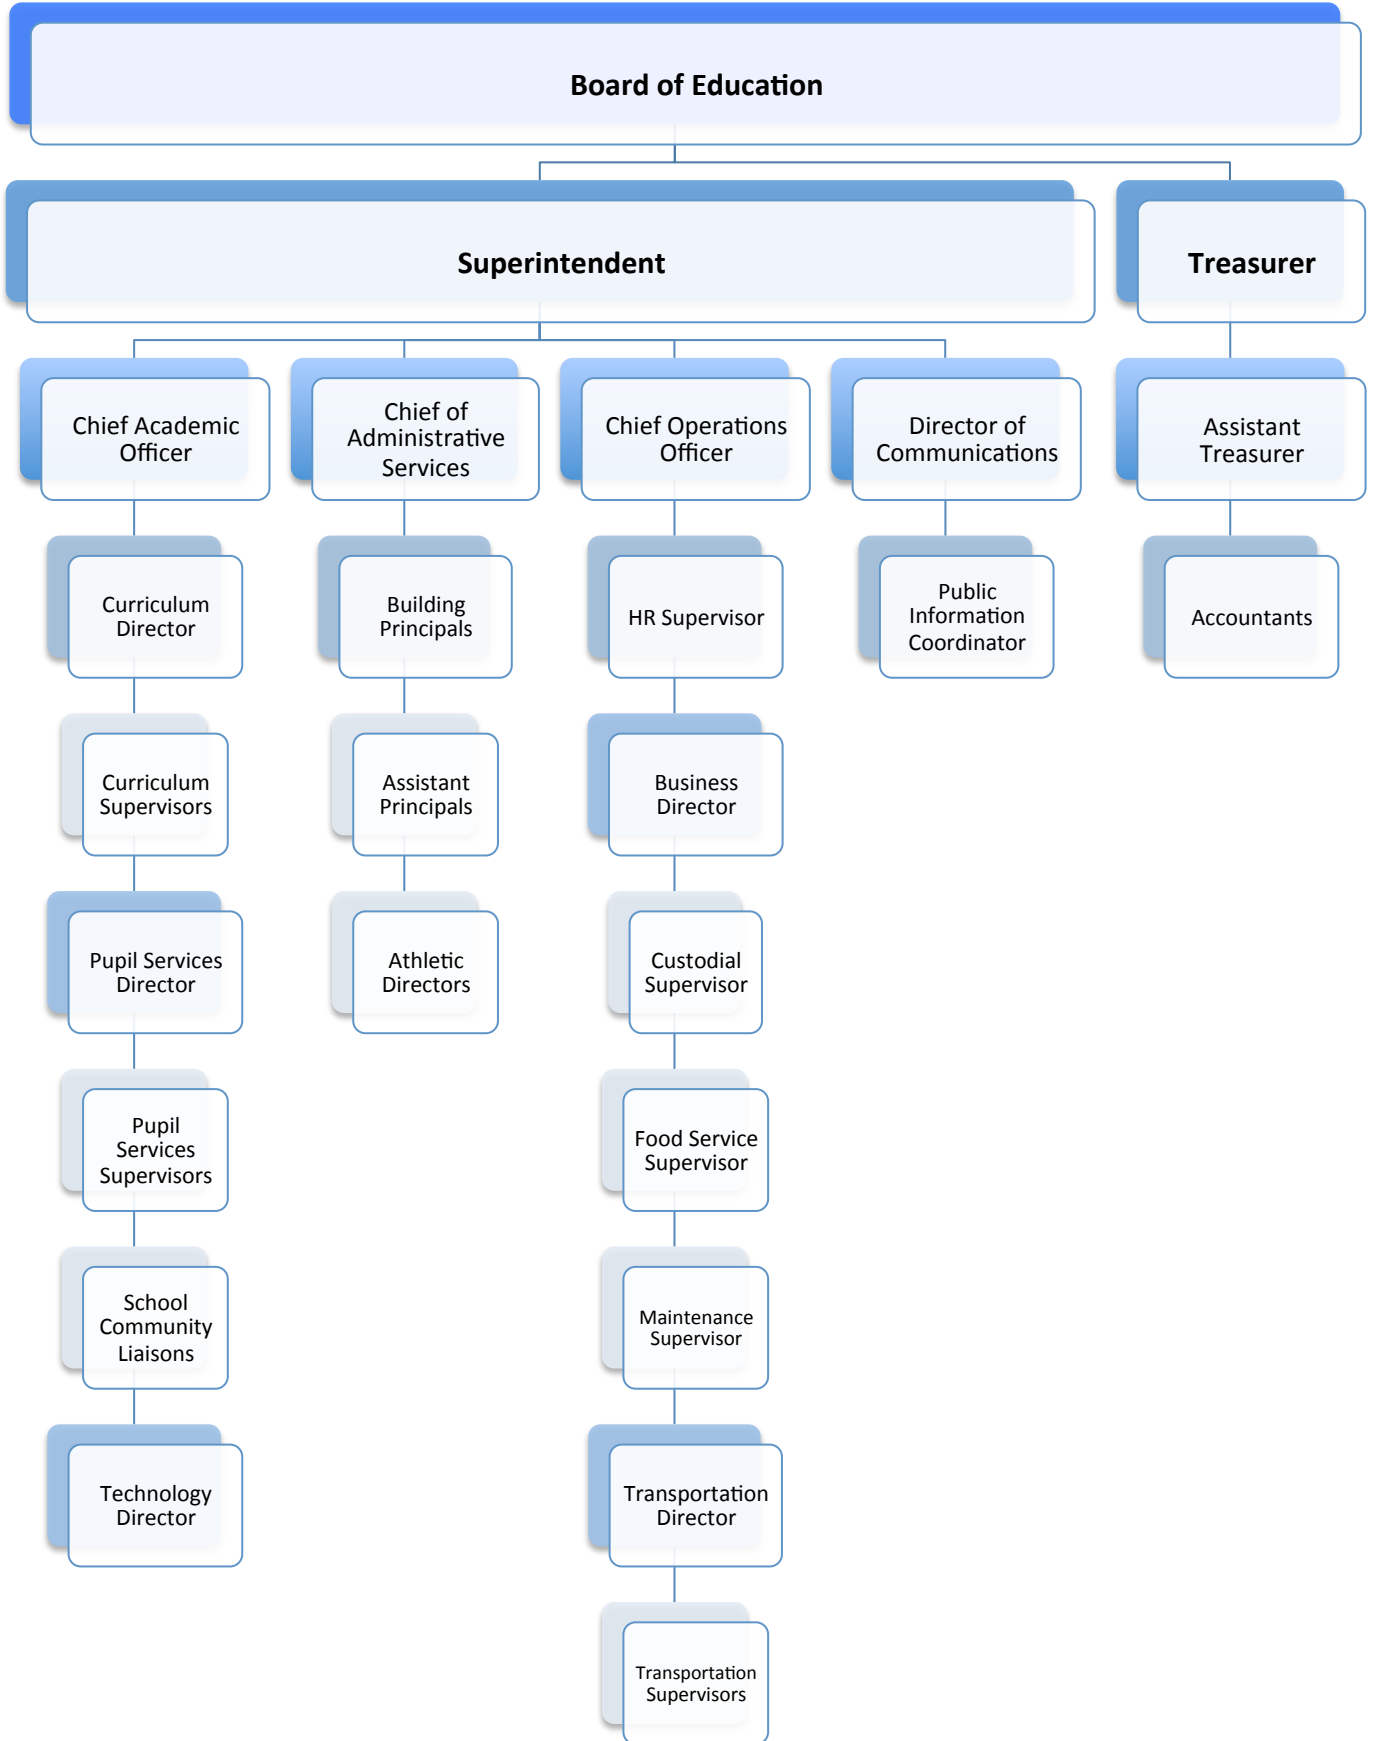 Board of Education
Superintendent
Treasurer
Chief Academic
Officer
Chief of
Administrative
Services
Chief Operations
Officer
Director of
Communications
Assistant
Treasurer
Curriculum
Director
Building
Principals
HR Supervisor
Public
Information
Coordinator
Accountants
Curriculum
Supervisors
Assistant
Principals
Business
Director
Pupil Services
Director
Athletic
Directors
Custodial
Supervisor
Pupil
Services
Supervisors
Food Service
Supervisor
School
Community
Liaisons
Maintenance
Supervisor
Technology
Director
Transportation
Director
Transportation
Supervisors